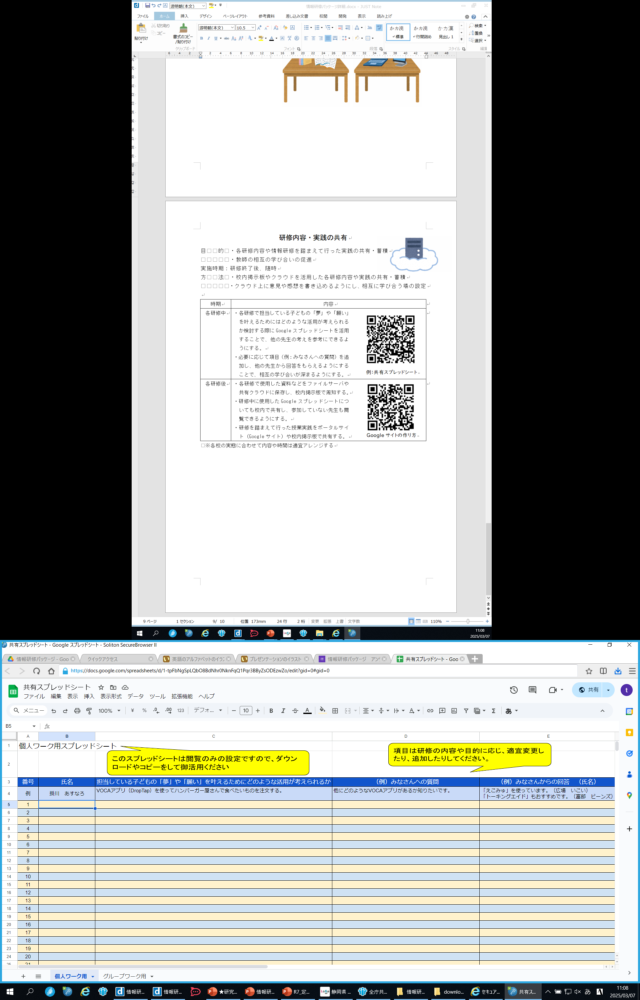 情報研修パッケージ詳細.docx - JUST Note
游明朝(本文)
ファイル ホーム 挿入 デザイン ページレイアウト 参考資料 差し込み文書 校閲 開発 表示 読み上げ
貼り付け
切り取り
コピー
書式のコピー
/貼り付け
クリップボード
游明朝(本文) 10.5
フォント
段落
かカ漢 かカ漢 かカ漢
標準 行間詰め 見出し 1
スタイル
検索
置換
選択
編集
研修内容・実践の共有
目□□的□・各研修内容や情報研修を踏まえて行った実践の共有・蓄積
□□□□□・教師の相互の学び合いの促進
実施時期：研修終了後、随時
方□□法□・校内掲示板やクラウドを活用した各研修内容や実践の共有・蓄積
□□□□□・クラウド上に意見や感想を書き込めるようにし、相互に学び合う場の設定
時期 内容
各研修中
・各研修で担当している子どもの「夢」や「願い」
を叶えるためにはどのような活用が考えられる
か検討する際に Google スプレッドシートを活用
することで、他の先生の考えを参考にできるよ
うにする。
・必要に応じて項目（例：みなさんへの質問）を追
加し、他の先生から回答をもらえるようにする
ことで、相互の学び合いが深まるようにする。
例：共有スプレッドシート
各研修後
・各研修で使用した資料などをファイルサーバや
共有クラウドに保存し、校内掲示板で周知する。
・研修中に使用した Google スプレッドシートにつ
いても校内で共有し、参加していない先生も閲
覧できるようにする。
・研修を踏まえて行った授業実践をポータルサイ
ト（Google サイト）や校内掲示板で共有する。
Google サイトの作り方
□※各校の実態に合わせて内容や時間は適宜アレンジする
9 ページ 1 セクション 9/ 10 位置 173mm 24 行 2 桁 変更 拡張 上書 文字数 110%
11:08
2025/03/07
共有スプレッドシート - Google スプレッドシート - Soliton SecureBrowser II
情報研修パッケージ - Goo クイックアクセス 英語のアルファベットのイラス プレゼンテーションのイラスト 情報研修パッケージ アン 共有スプレッドシート - Goo
https://docs.google.com/spreadsheets/d/1-tpFbNgSpLQbO8BdNhr0NknFqQ1Pqr3BByZsODEzwZo/edit?gid=0#gid=0
共有スプレッドシート
ファイル 編集 表示 挿入 表示形式 データ ツール 拡張機能 ヘルプ
共有
t
メニュー 100% ¥ % .0 .00 123 デフォ... 10 B I A あ
B5 fx
A B C D E
1 個人ワーク用スプレッドシート
このスプレッドシートは閲覧のみの設定ですので、ダウン
ロードやコピーをして御活用ください
項目は研修の内容や目的に応じ、適宜変更し
たり、追加したりしてください。
2
3 番号 氏名 担当している子どもの「夢」や「願い」を叶えるためにどのような活用が考えられるか （例）みなさんへの質問 （例）みなさんからの回答 （氏名）
4 例 掛川 あすなろ VOCAアプリ（DropTap）を使ってハンバーガー屋さんで食べたいものを注文する。 他にどのようなVOCAアプリがあるか知りたいです。 「えこみゅ」を使っています。（広場 いこい）
「トーキングエイド」もおすすめです。（富部 ビーンズ）
5 1
6 2
7 3
8 4
9 5
10 6
11 7
12 8
13 9
14 10
15 11
16 12
17 13
18 14
19 15
20 16
21 17
22 18
23 19
24 20
25 21
個人ワーク用 グループワーク用
情報研... 情報研... ★研究... 情報研... R7_定... LoGo 静岡県 ... 全庁共... 情報研... downlo... セキュア... 共有ス... あ A
11:08
2025/03/07